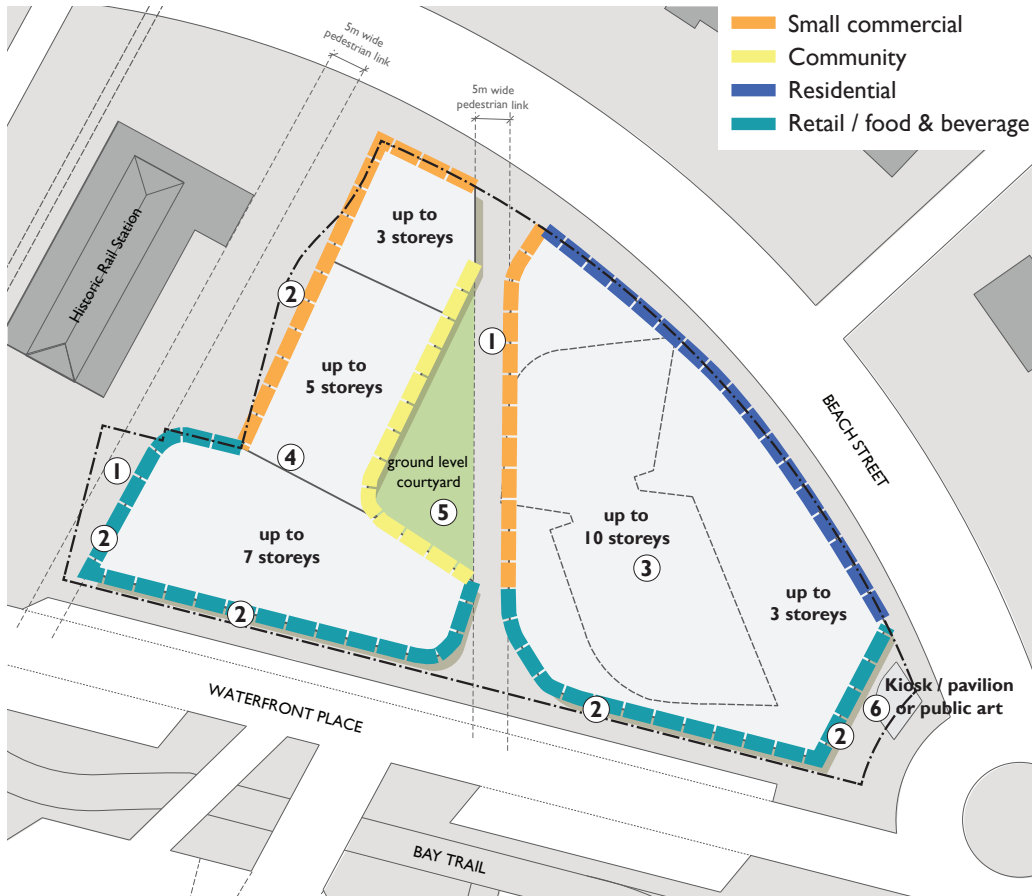 Small commercial
Community
Residential
Retail / food & beverage
5m wide
pedestrian link
5m wide
pedestrian link
Historic Rail Station
up to
3 storeys
2
1
up to
5 storeys
BEACH STREET
4
ground level
courtyard
5
1
2
up to
7 storeys
up to
10 storeys
3
up to
3 storeys
2
Kiosk / pavilion
or public art
6
2
2
WATERFRONT PLACE
BAY TRAIL